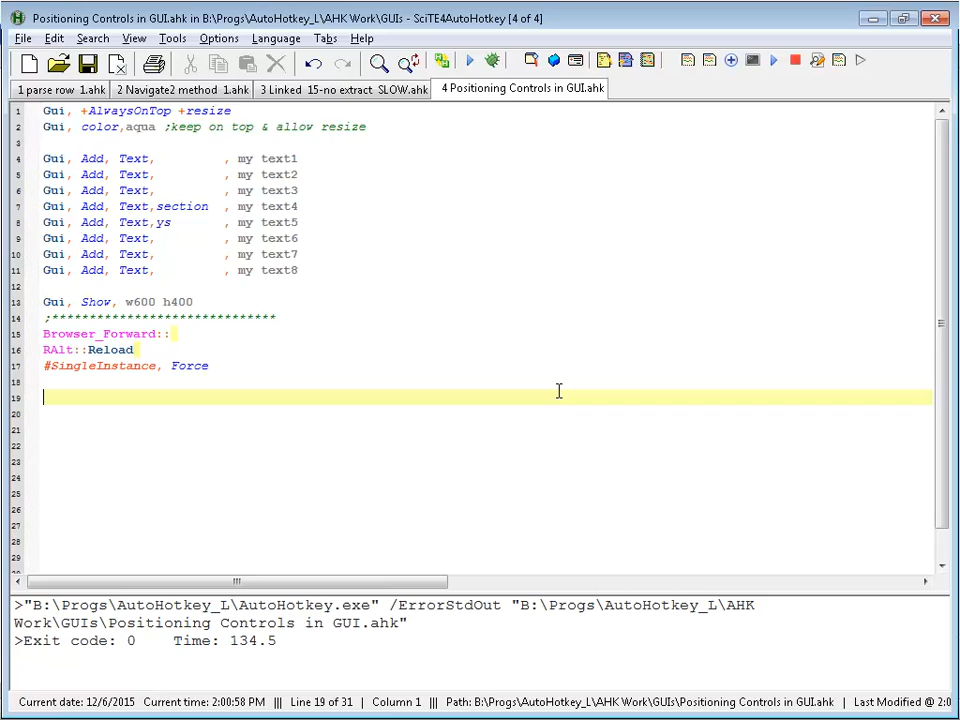 Positioning Controls in GUI.ahk in B:\Progs\AutoHotkey_L\AHK Work\GUIs - SciTE4AutoHotkey [4 of 4]
File Edit Search View Tools Options Language Tabs Help
1 parse row 1.ahk 2 Navigate2 method 1.ahk 3 Linked 15-no extract SLOW.ahk 4 Positioning Controls in GUI.ahk
1 Gui, +AlwaysOnTop +resize
2 Gui, color,aqua ;keep on top & allow resize
3
4 Gui, Add, Text, , my text1
5 Gui, Add, Text, , my text2
6 Gui, Add, Text, , my text3
7 Gui, Add, Text,section , my text4
8 Gui, Add, Text,ys , my text5
9 Gui, Add, Text, , my text6
10 Gui, Add, Text, , my text7
11 Gui, Add, Text, , my text8
12
13 Gui, Show, w600 h400
14 ;******************************
15 Browser_Forward::
16 RAlt::Reload
17 #SingleInstance, Force
18
19
20
21
22
23
24
25
26
27
28
29
>"B:\Progs\AutoHotkey_L\AutoHotkey.exe" /ErrorStdOut "B:\Progs\AutoHotkey_L\AHK
Work\GUIs\Positioning Controls in GUI.ahk"
>Exit code: 0 Time: 134.5
Current date: 12/6/2015 Current time: 2:00:58 PM ||| Line 19 of 31 | Column 1 ||| Path: B:\Progs\AutoHotkey_L\AHK Work\GUIs\Positioning Controls in GUI.ahk ||| Last Modified @ 2:0